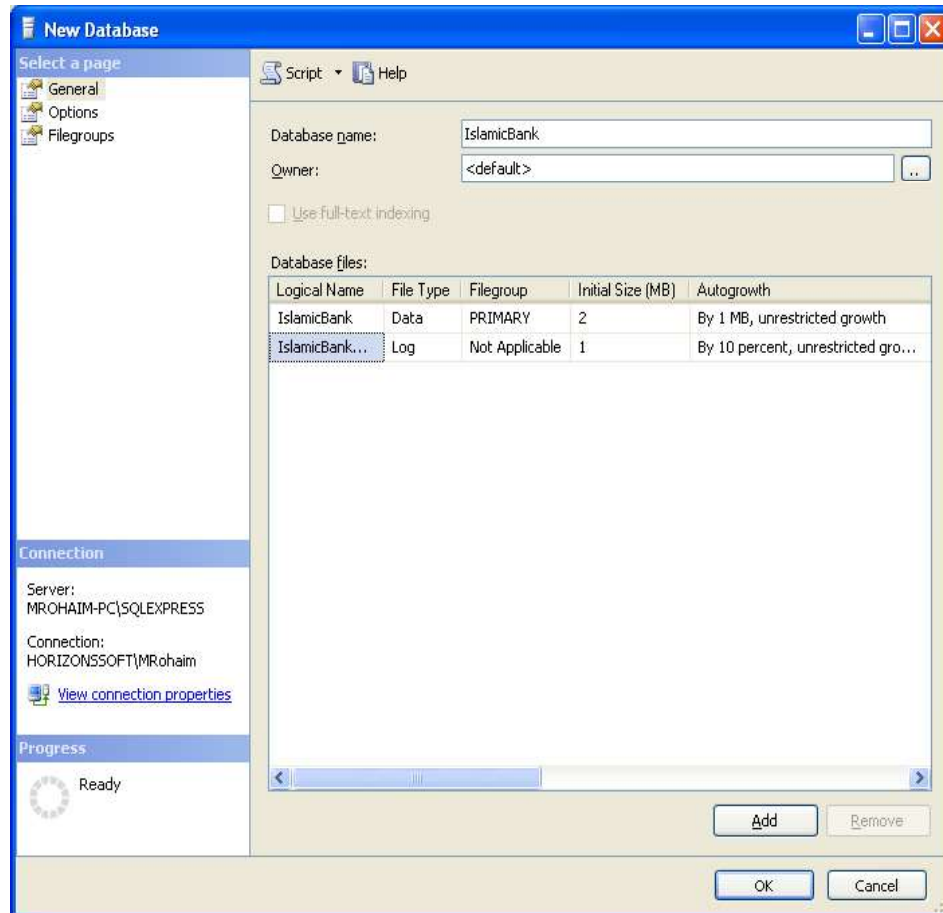 New Database
Select a page
General
Options
Filegroups
Script
Help
Database name:
IslamicBank
Owner:
<default>
..
Use full-text indexing
Database files:
Logical Name File Type Filegroup Initial Size (MB) Autogrowth
IslamicBank Data PRIMARY 2 By 1 MB, unrestricted growth
IslamicBank... Log Not Applicable 1 By 10 percent, unrestricted gro...
Connection
Server:
MROHAIM-PC\SQLEXPRESS
Connection:
HORIZONSSOFT\MRohaim
View connection properties
Progress
Ready
Add
Remove
OK
Cancel